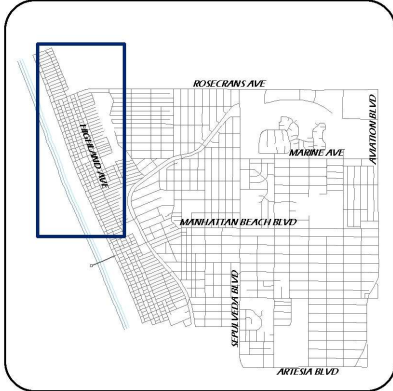 ROSECRANS AVE
AVIATION BLVD
HIGHLAND AVE
MARINE AVE
MANHATTAN BEACH BLVD
SEPULVEDA BLVD
ARTESIA BLVD